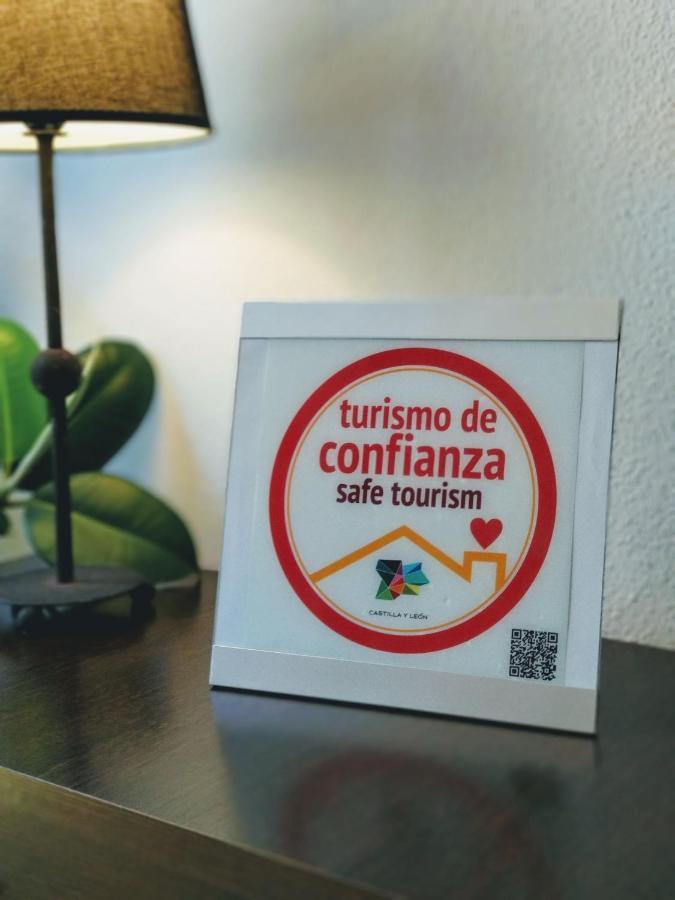 turismo de
confianza
safe tourism
CASTILLA Y LEÓN